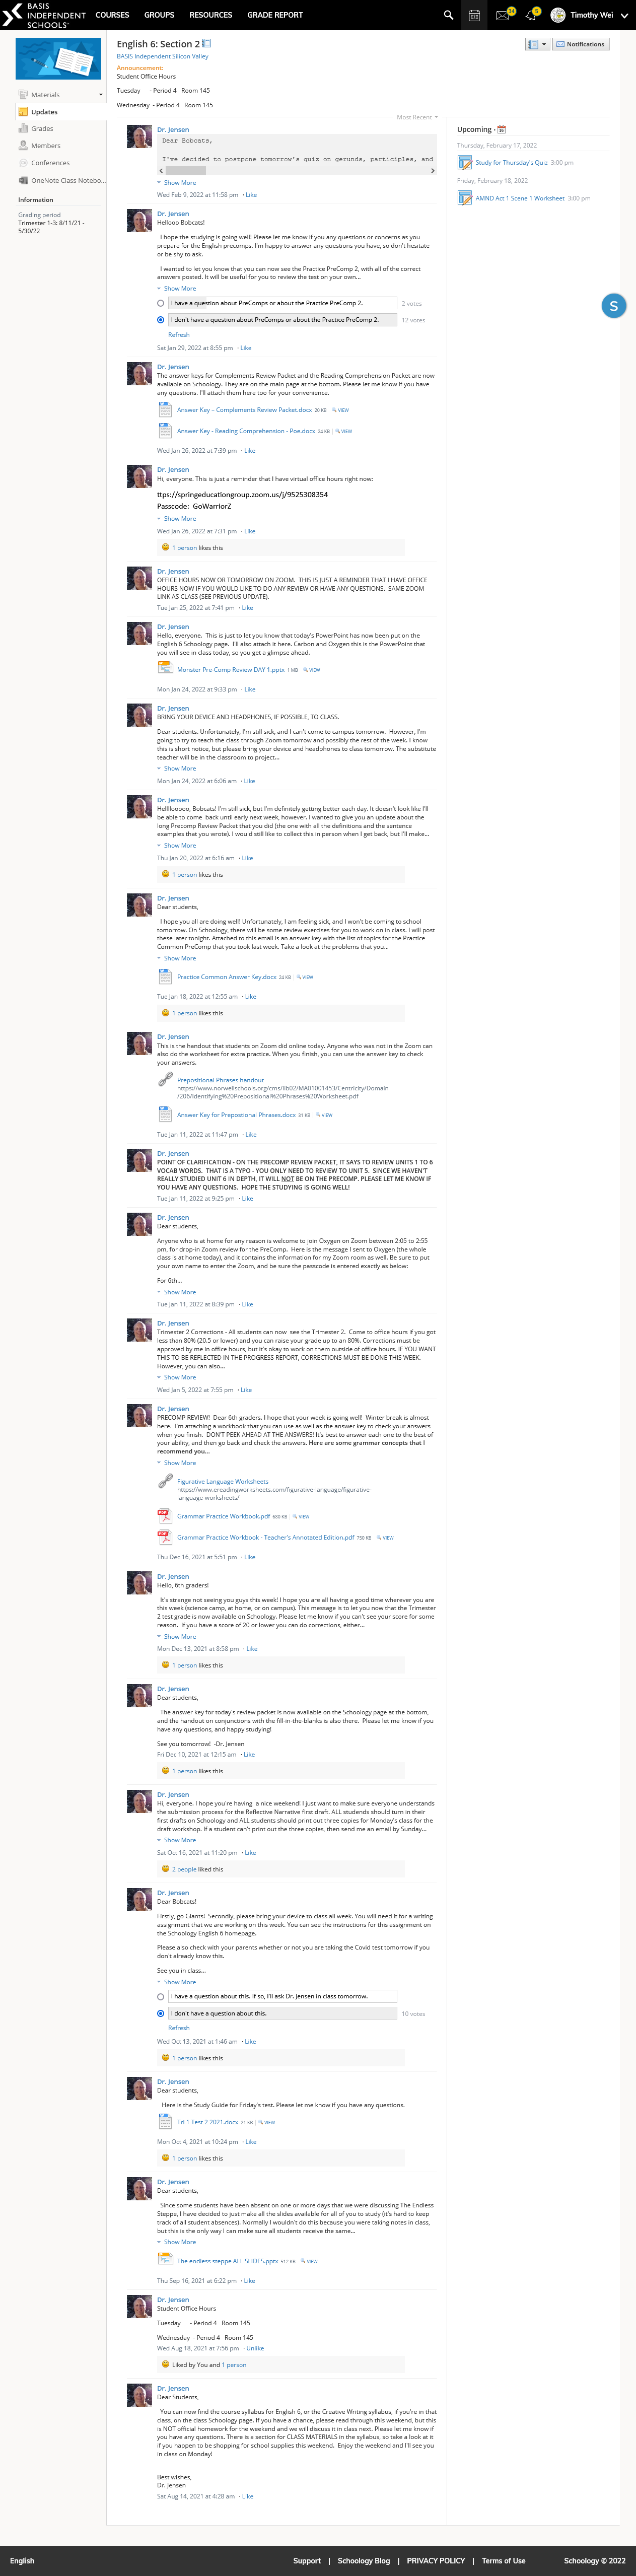 BASIS
INDEPENDENT
SCHOOLS
COURSES GROUPS RESOURCES GRADE REPORT
Timothy Wei
Materials
Updates
Grades
Members
Conferences
OneNote Class Notebo...
Information
Grading period
Trimester 1-3: 8/11/21 -
5/30/22
English 6: Section 2
Notifications
BASIS Independent Silicon Valley
Announcement:
Student Office Hours
Tuesday - Period 4 Room 145
Wednesday - Period 4 Room 145
Most Recent
Upcoming
Thursday, February 17, 2022
Study for Thursday's Quiz 3:00 pm
Friday, February 18, 2022
AMND Act 1 Scene 1 Worksheet 3:00 pm
S
Dr. Jensen
Dear Bobcats,
I've decided to postpone tomorrow's quiz on gerunds, participles, and
Show More
Wed Feb 9, 2022 at 11:58 pm · Like
Dr. Jensen
Hellooo Bobcats!
I hope the studying is going well! Please let me know if you any questions or concerns as you
prepare for the English precomps. I'm happy to answer any questions you have, so don't hesitate
or be shy to ask.
I wanted to let you know that you can now see the Practice PreComp 2, with all of the correct
answers posted. It will be useful for you to review the test on your own...
Show More
I have a question about PreComps or about the Practice PreComp 2. 2 votes
I don't have a question about PreComps or about the Practice PreComp 2. 12 votes
Refresh
Sat Jan 29, 2022 at 8:55 pm · Like
Dr. Jensen
The answer keys for Complements Review Packet and the Reading Comprehension Packet are now
available on Schoology. They are on the main page at the bottom. Please let me know if you have
any questions. I'll attach them here too for your convenience.
Answer Key - Complements Review Packet.docx 20 KB VIEW
Answer Key - Reading Comprehension - Poe.docx 24 KB VIEW
Wed Jan 26, 2022 at 7:39 pm · Like
Dr. Jensen
Hi, everyone. This is just a reminder that I have virtual office hours right now:
ttps://springeducationgroup.zoom.us/j/9525308354
Passcode: GoWarriorZ
Show More
Wed Jan 26, 2022 at 7:31 pm · Like
1 person likes this
Dr. Jensen
OFFICE HOURS NOW OR TOMORROW ON ZOOM. THIS IS JUST A REMINDER THAT I HAVE OFFICE
HOURS NOW IF YOU WOULD LIKE TO DO ANY REVIEW OR HAVE ANY QUESTIONS. SAME ZOOM
LINK AS CLASS (SEE PREVIOUS UPDATE).
Tue Jan 25, 2022 at 7:41 pm · Like
Dr. Jensen
Hello, everyone. This is just to let you know that today's PowerPoint has now been put on the
English 6 Schoology page. I'll also attach it here. Carbon and Oxygen this is the PowerPoint that
you will see in class today, so you get a glimpse ahead.
Monster Pre-Comp Review DAY 1.pptx 1 MB VIEW
Mon Jan 24, 2022 at 9:33 pm · Like
Dr. Jensen
BRING YOUR DEVICE AND HEADPHONES, IF POSSIBLE, TO CLASS.
Dear students. Unfortunately, I'm still sick, and I can't come to campus tomorrow. However, I'm
going to try to teach the class through Zoom tomorrow and possibly the rest of the week. I know
this is short notice, but please bring your device and headphones to class tomorrow. The substitute
teacher will be in the classroom to project...
Show More
Mon Jan 24, 2022 at 6:06 am · Like
Dr. Jensen
Helllloooo, Bobcats! I'm still sick, but I'm definitely getting better each day. It doesn't look like I'll
be able to come back until early next week, however. I wanted to give you an update about the
long Precomp Review Packet that you did (the one with all the definitions and the sentence
examples that you wrote). I would still like to collect this in person when I get back, but I'll make...
Show More
Thu Jan 20, 2022 at 6:16 am · Like
1 person likes this
Dr. Jensen
Dear students,
I hope you all are doing well! Unfortunately, I am feeling sick, and I won't be coming to school
tomorrow. On Schoology, there will be some review exercises for you to work on in class. I will post
these later tonight. Attached to this email is an answer key with the list of topics for the Practice
Common PreComp that you took last week. Take a look at the problems that you...
Show More
Practice Common Answer Key.docx 24 KB VIEW
Tue Jan 18, 2022 at 12:55 am · Like
1 person likes this
Dr. Jensen
This is the handout that students on Zoom did online today. Anyone who was not in the Zoom can
also do the worksheet for extra practice. When you finish, you can use the answer key to check
your answers.
Prepositional Phrases handout
https://www.norwellschools.org/cms/lib02/MA01001453/Centricity/Domain
/206/Identifying%20Prepositional%20Phrases%20Worksheet.pdf
Answer Key for Prepostional Phrases.docx 31 KB VIEW
Tue Jan 11, 2022 at 11:47 pm · Like
Dr. Jensen
POINT OF CLARIFICATION - ON THE PRECOMP REVIEW PACKET, IT SAYS TO REVIEW UNITS 1 TO 6
VOCAB WORDS. THAT IS A TYPO - YOU ONLY NEED TO REVIEW TO UNIT 5. SINCE WE HAVEN'T
REALLY STUDIED UNIT 6 IN DEPTH, IT WILL NOT BE ON THE PRECOMP. PLEASE LET ME KNOW IF
YOU HAVE ANY QUESTIONS. HOPE THE STUDYING IS GOING WELL!
Tue Jan 11, 2022 at 9:25 pm · Like
Dr. Jensen
Dear students,
Anyone who is at home for any reason is welcome to join Oxygen on Zoom between 2:05 to 2:55
pm, for drop-in Zoom review for the PreComp. Here is the message I sent to Oxygen (the whole
class is at home today), and it contains the information for my Zoom room as well. Be sure to put
your own name to enter the Zoom, and be sure the passcode is entered exactly as below:
For 6th...
Show More
Tue Jan 11, 2022 at 8:39 pm · Like
Dr. Jensen
Trimester 2 Corrections - All students can now see the Trimester 2. Come to office hours if you got
less than 80% (20.5 or lower) and you can raise your grade up to an 80%. Corrections must be
approved by me in office hours, but it's okay to work on them outside of office hours. IF YOU WANT
THIS TO BE REFLECTED IN THE PROGRESS REPORT, CORRECTIONS MUST BE DONE THIS WEEK.
However, you can also...
Show More
Wed Jan 5, 2022 at 7:55 pm · Like
Dr. Jensen
PRECOMP REVIEW! Dear 6th graders. I hope that your week is going well! Winter break is almost
here. I'm attaching a workbook that you can use as well as the answer key to check your answers
when you finish. DON'T PEEK AHEAD AT THE ANSWERS! It's best to answer each one to the best of
your ability, and then go back and check the answers. Here are some grammar concepts that I
recommend you...
Show More
Figurative Language Worksheets
https://www.ereadingworksheets.com/figurative-language/figurative-
language-worksheets/
Grammar Practice Workbook.pdf 680 KB VIEW
Grammar Practice Workbook - Teacher's Annotated Edition.pdf 750 KB VIEW
Thu Dec 16, 2021 at 5:51 pm · Like
Dr. Jensen
Hello, 6th graders!
It's strange not seeing you guys this week! I hope you are all having a good time wherever you are
this week (science camp, at home, or on campus). This message is to let you now that the Trimester
2 test grade is now available on Schoology. Please let me know if you can't see your score for some
reason. If you have a score of 20 or lower you can do corrections, either...
Show More
Mon Dec 13, 2021 at 8:58 pm · Like
1 person likes this
Dr. Jensen
Dear students,
The answer key for today's review packet is now available on the Schoology page at the bottom,
and the handout on conjunctions with the fill-in-the-blanks is also there. Please let me know if you
have any questions, and happy studying!
See you tomorrow! -Dr. Jensen
Fri Dec 10, 2021 at 12:15 am · Like
1 person likes this
Dr. Jensen
Hi, everyone. I hope you're having a nice weekend! I just want to make sure everyone understands
the submission process for the Reflective Narrative first draft. ALL students should turn in their
first drafts on Schoology and ALL students should print out three copies for Monday's class for the
draft workshop. If a student can't print out the three copies, then send me an email by Sunday...
Show More
Sat Oct 16, 2021 at 11:20 pm · Like
2 people liked this
Dr. Jensen
Dear Bobcats!
Firstly, go Giants! Secondly, please bring your device to class all week. You will need it for a writing
assignment that we are working on this week. You can see the instructions for this assignment on
the Schoology English 6 homepage.
Please also check with your parents whether or not you are taking the Covid test tomorrow if you
don't already know this.
See you in class...
Show More
I have a question about this. If so, I'll ask Dr. Jensen in class tomorrow.
I don't have a question about this. 10 votes
Refresh
Wed Oct 13, 2021 at 1:46 am · Like
1 person likes this
Dr. Jensen
Dear students,
Here is the Study Guide for Friday's test. Please let me know if you have any questions.
Tri 1 Test 2 2021.docx 21 KB VIEW
Mon Oct 4, 2021 at 10:24 pm · Like
1 person likes this
Dr. Jensen
Dear students,
Since some students have been absent on one or more days that we were discussing The Endless
Steppe, I have decided to just make all the slides available for all of you to study (it's hard to keep
track of all student absences). Normally I wouldn't do this because you were taking notes in class,
but this is the only way I can make sure all students receive the same...
Show More
The endless steppe ALL SLIDES.pptx 512 KB VIEW
Thu Sep 16, 2021 at 6:22 pm · Like
Dr. Jensen
Student Office Hours
Tuesday - Period 4 Room 145
Wednesday - Period 4 Room 145
Wed Aug 18, 2021 at 7:56 pm · Unlike
Liked by You and 1 person
Dr. Jensen
Dear Students,
You can now find the course syllabus for English 6, or the Creative Writing syllabus, if you're in that
class, on the class Schoology page. If you have a chance, please read through this weekend, but this
is NOT official homework for the weekend and we will discuss it in class next. Please let me know if
you have any questions. There is a section for CLASS MATERIALS in the syllabus, so take a look at it
if you happen to be shopping for school supplies this weekend. Enjoy the weekend and I'll see you
in class on Monday!
Best wishes,
Dr. Jensen
Sat Aug 14, 2021 at 4:28 am · Like
English Support | Schoology Blog | PRIVACY POLICY | Terms of Use Schoology © 2022